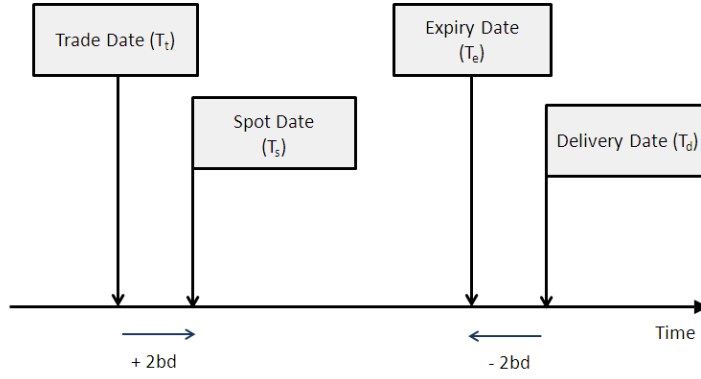 Trade Date (Tt)
Expiry Date
(Te)
Spot Date
(Ts)
Delivery Date (Td)
Time
+ 2bd
- 2bd